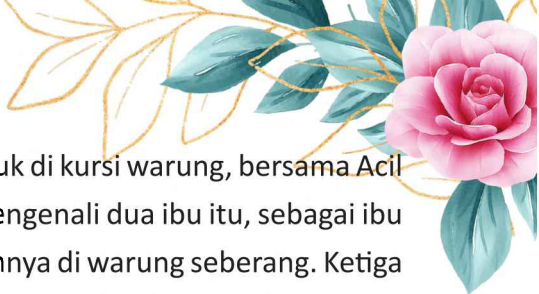 uk di kursi warung, bersama Acil
engenali dua ibu itu, sebagai ibu
nnya di warung seberang. Ketiga